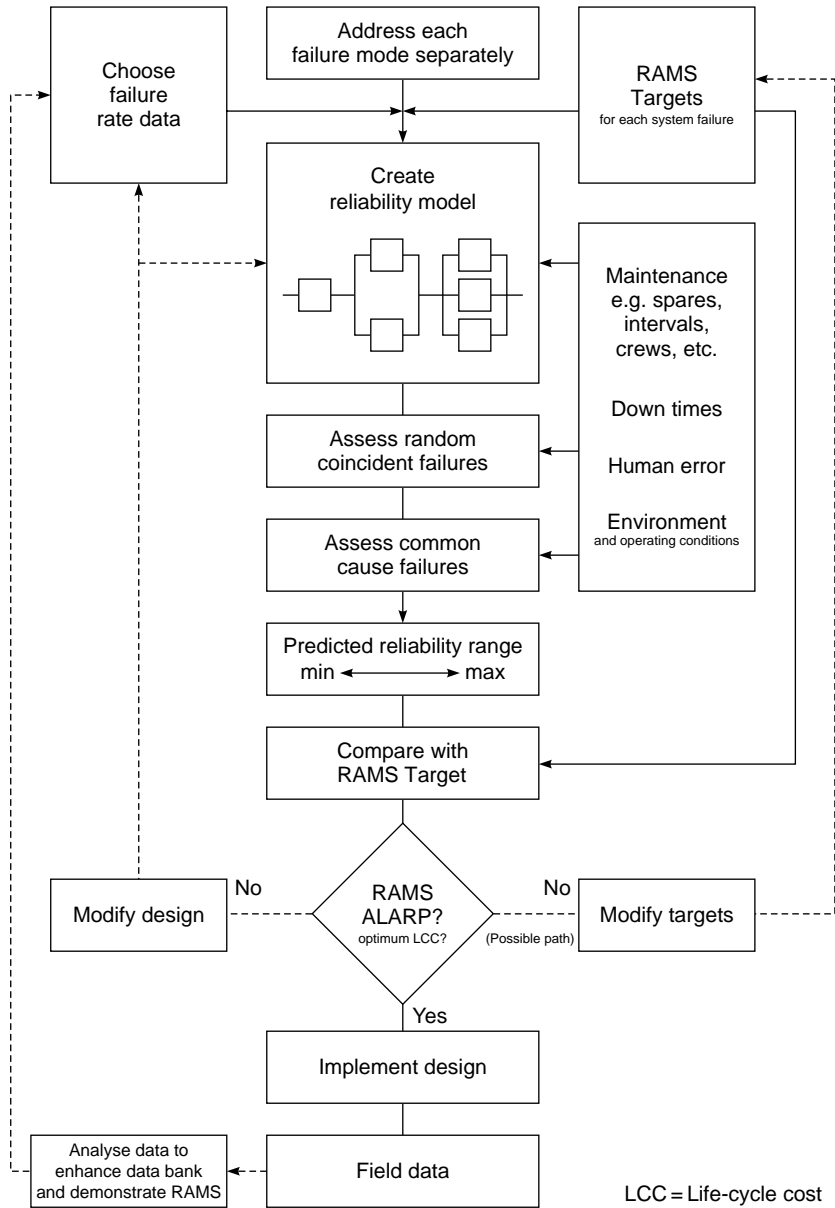 Address each
failure mode separately
Choose
failure
rate data
RAMS
Targets
for each system failure
Create
reliability model
Maintenance
e.g. spares,
intervals,
crews, etc.
Down times
Human error
Environment
and operating conditions
Assess random
coincident failures
Assess common
cause failures
Predicted reliability range
min max
Compare with
RAMS Target
No
Modify design
RAMS
ALARP?
optimum LCC?
No
(Possible path)
Modify targets
Yes
Implement design
Field data
Analyse data to
enhance data bank
and demonstrate RAMS
LCC = Life-cycle cost